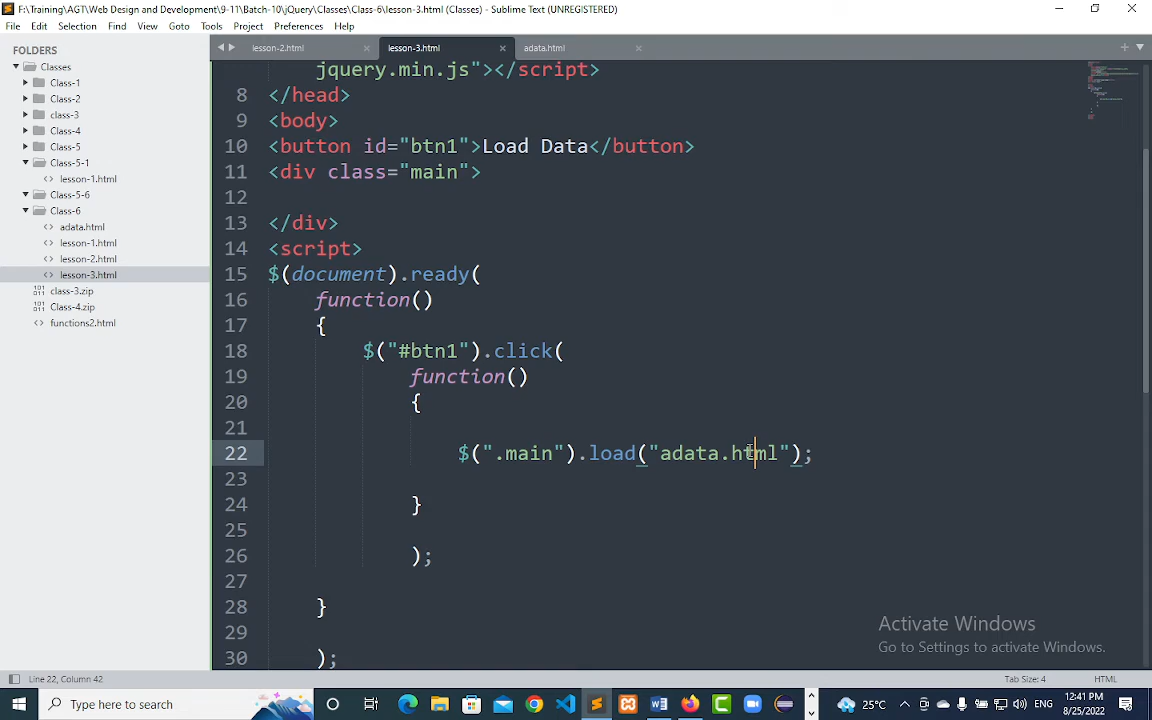 F:\Training\AGT\Web Design and Development\9-11\Batch-10\jQuery\Classes\Class-6\lesson-3.html (Classes) - Sublime Text (UNREGISTERED)
File Edit Selection Find View Goto Tools Project Preferences Help
FOLDERS
Classes
Class-1
Class-2
class-3
Class-4
Class-5
Class-5-1
lesson-1.html
Class-5-6
Class-6
adata.html
lesson-1.html
lesson-2.html
lesson-3.html
class-3.zip
Class-4.zip
functions2.html
lesson-2.html lesson-3.html adata.html
jquery.min.js"></script>
8 </head>
9 <body>
10 <button id="btn1">Load Data</button>
11 <div class="main">
12
13 </div>
14 <script>
15 $(document).ready(
16 function()
17 {
18 $("#btn1").click(
19 function()
20 {
21
22 $(".main").load("adata.html");
23
24 }
25
26 );
27
28 }
29
30 );
Activate Windows
Go to Settings to activate Windows.
Line 22, Column 42 Tab Size: 4 HTML
Type here to search 25°C ENG 12:41 PM
8/25/2022